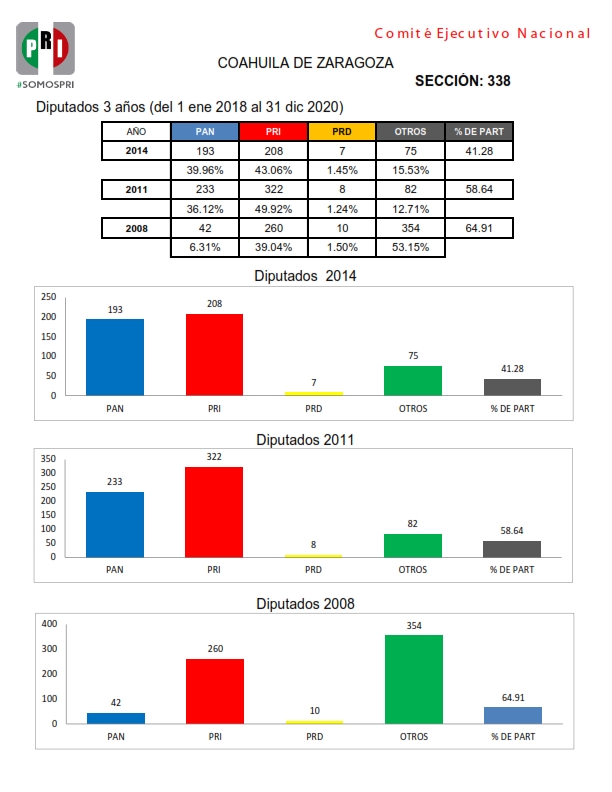 Comité Ejecutivo Nacional
PRI
#SOMOSPRI
COAHUILA DE ZARAGOZA
SECCIÓN: 338
Diputados 3 años (del 1 ene 2018 al 31 dic 2020)
AÑO PAN PRI PRD OTROS % DE PART
2014 193 208 7 75 41.28
39.96% 43.06% 1.45% 15.53%
2011 233 322 8 82 58.64
36.12% 49.92% 1.24% 12.71%
2008 42 260 10 354 64.91
6.31% 39.04% 1.50% 53.15%
Diputados 2014
250
200
150
100
50
0
193 208 7 75 41.28
PAN PRI PRD OTROS % DE PART
Diputados 2011
350
300
250
200
150
100
50
0
233 322 8 82 58.64
PAN PRI PRD OTROS % DE PART
Diputados 2008
400
300
200
100
0
42 260 10 354 64.91
PAN PRI PRD OTROS % DE PART